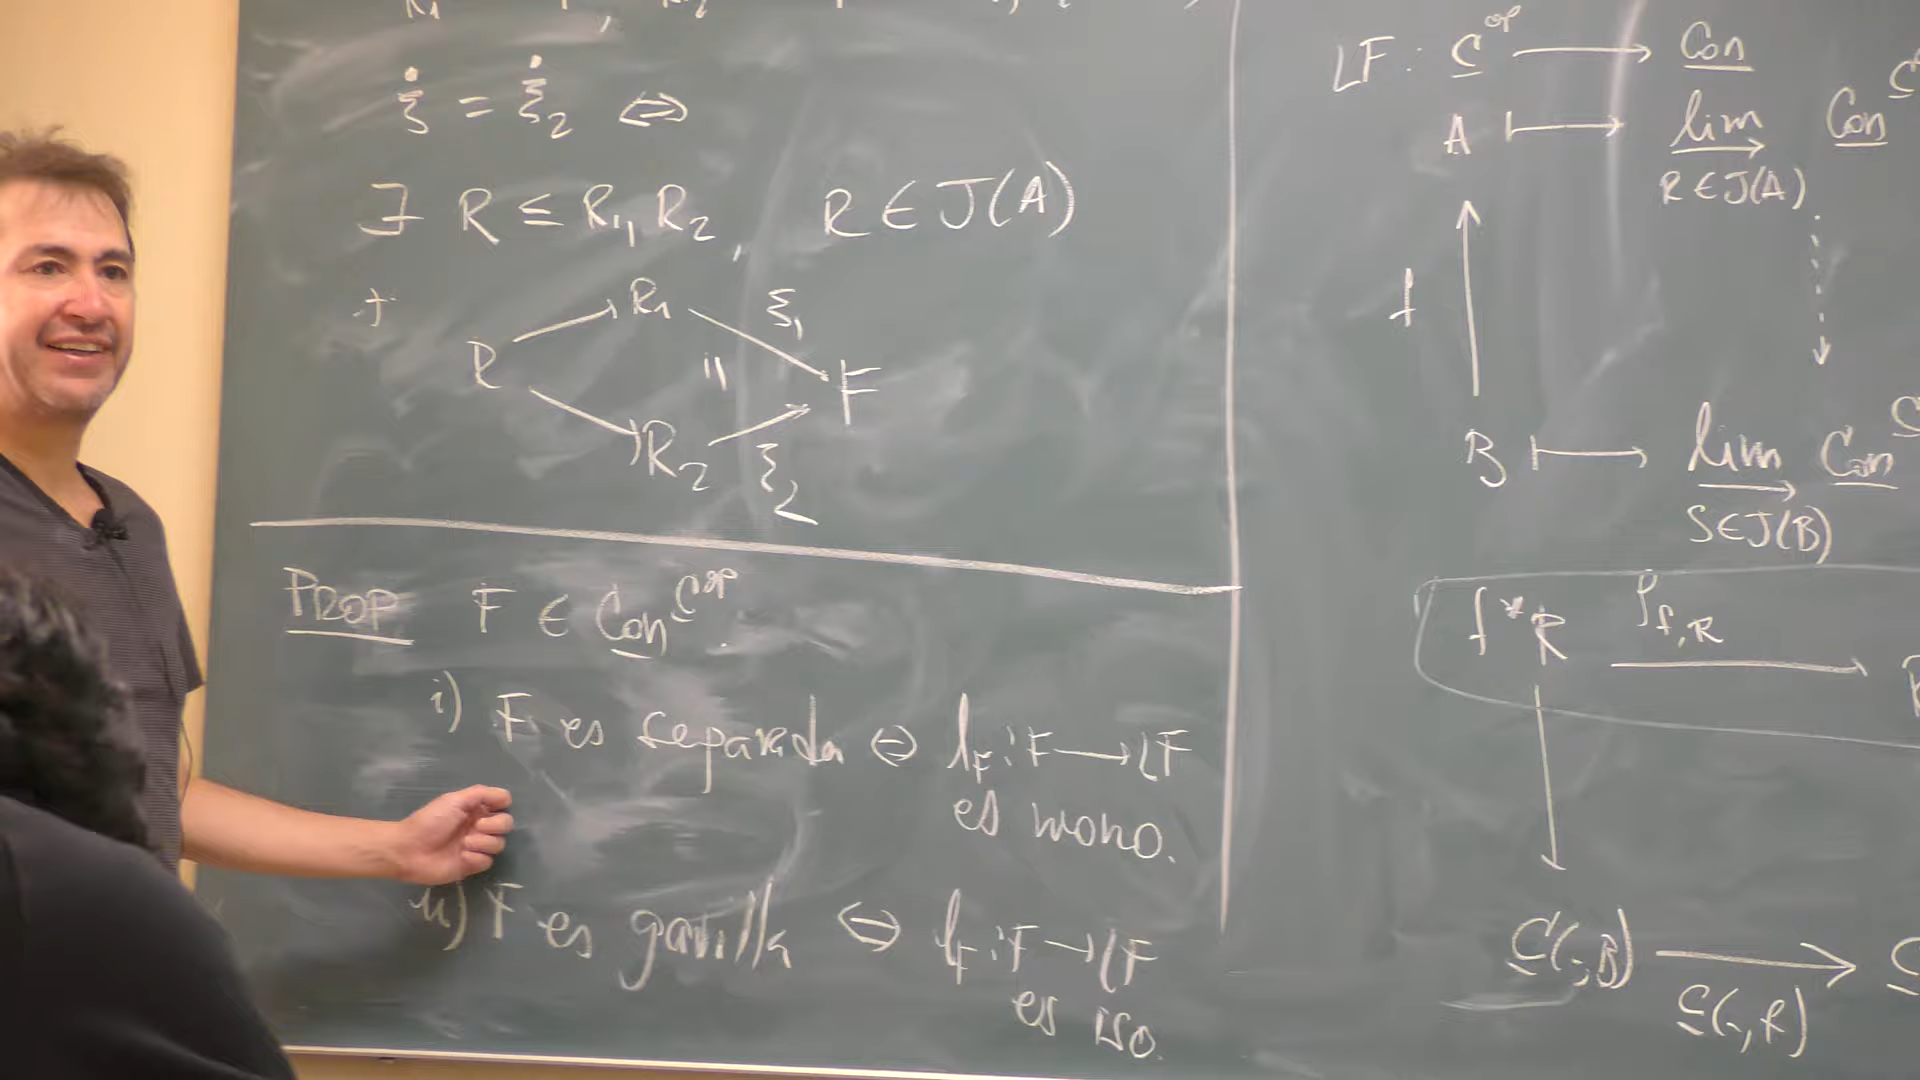 ξ̇ = ξ̇₂ ⇔
∃ R ≤ R₁, R₂, R ∈ J(A)
+
R₁ ξ₁
R || F
R₂ ξ₂
PROP F ∈ Con^{C^{op}}.
i) F es separada ⇔ l_F : F → LF
es mono.
ii) F es gavilla ⇔ l_F : F → LF
es iso.
LF : C^{op} → Con
A ↦ lim Con
R ∈ J(A)
f
B ↦ lim Con
S ∈ J(B)
f*R ρ_{f,R}
C(-,B) → C
C(-,f)